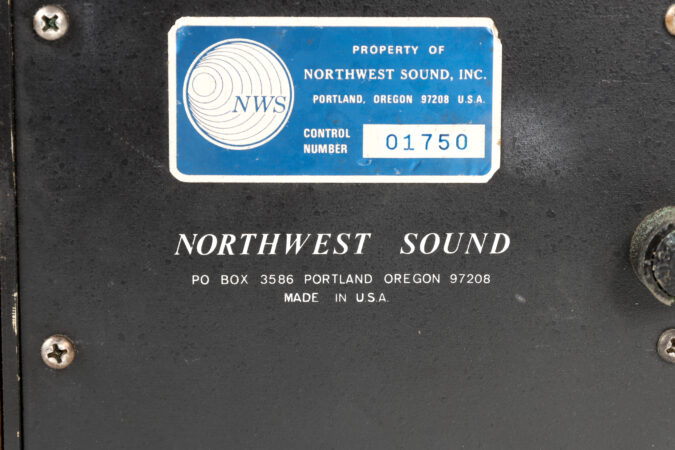 PROPERTY OF
NORTHWEST SOUND, INC.
PORTLAND, OREGON 97208 U.S.A.
NWS
CONTROL
NUMBER
01750
NORTHWEST SOUND
PO BOX 3586 PORTLAND OREGON 97208
MADE IN U.S.A.